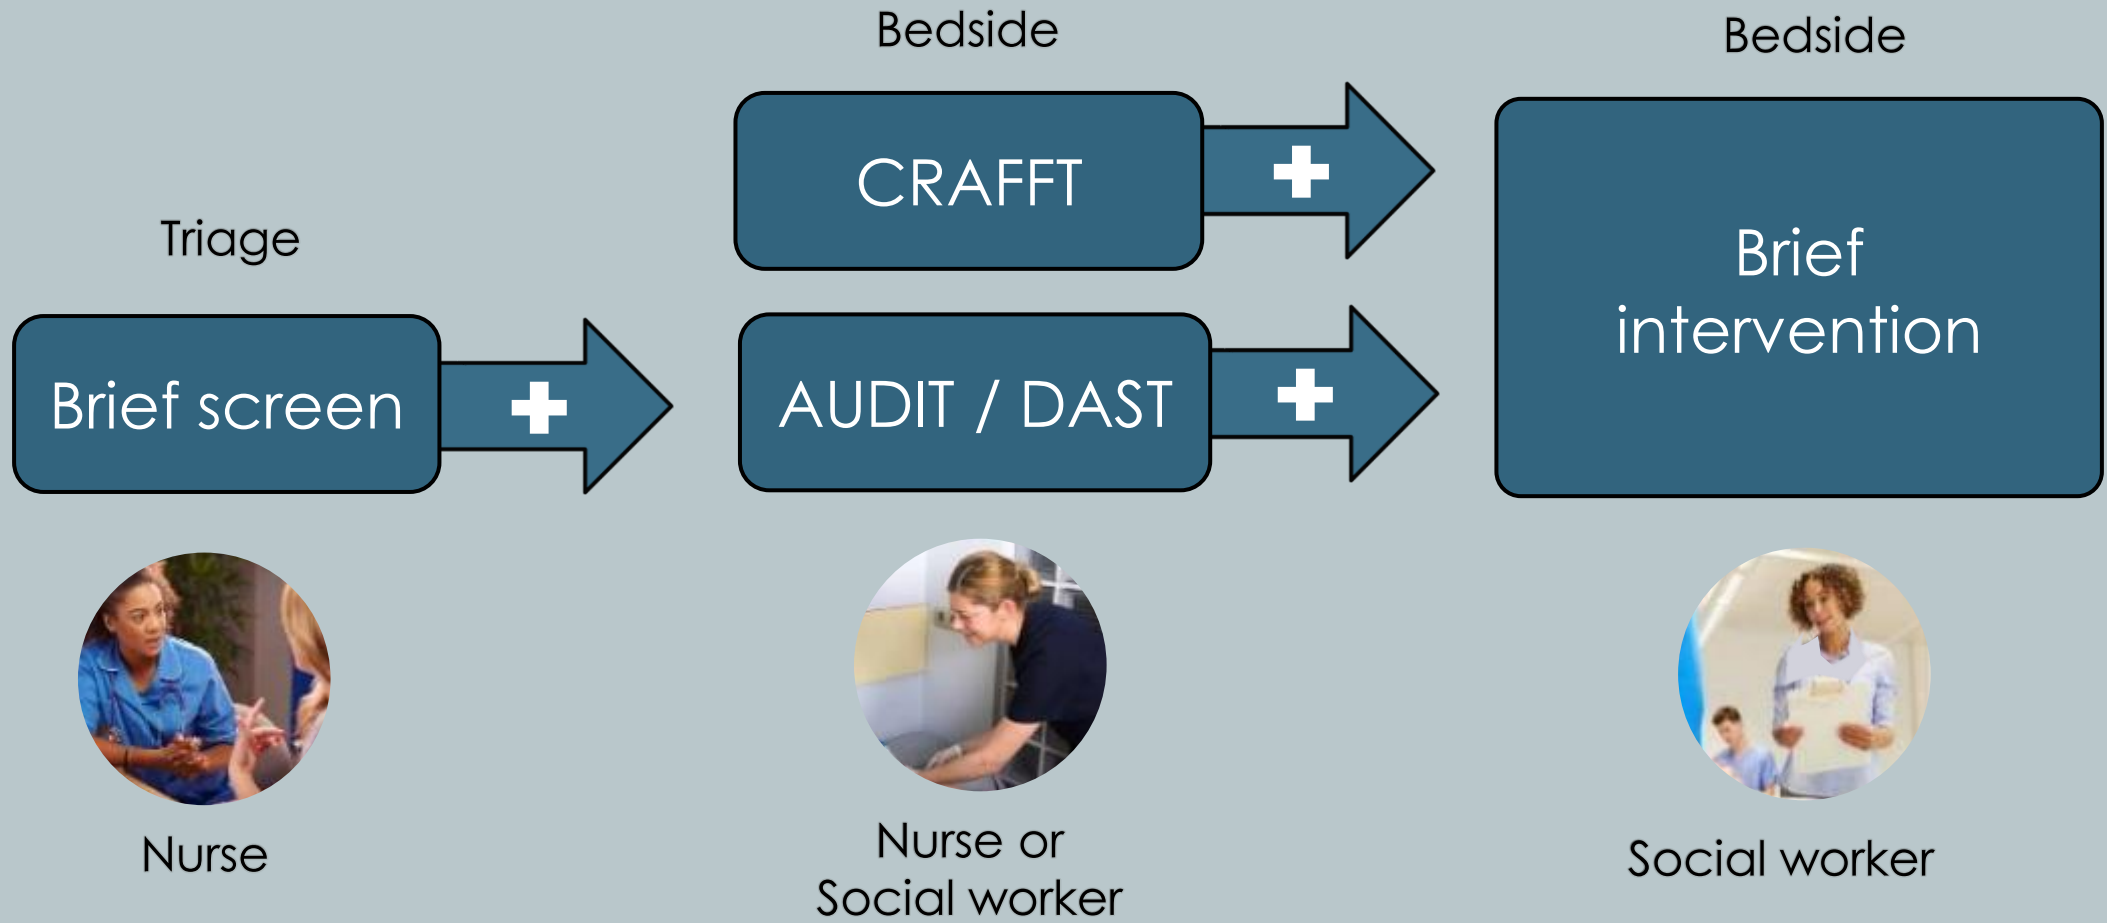 Triage
Brief screen
Nurse
Bedside
CRAFFT
AUDIT / DAST
Nurse or
Social worker
Bedside
Brief
intervention
Social worker